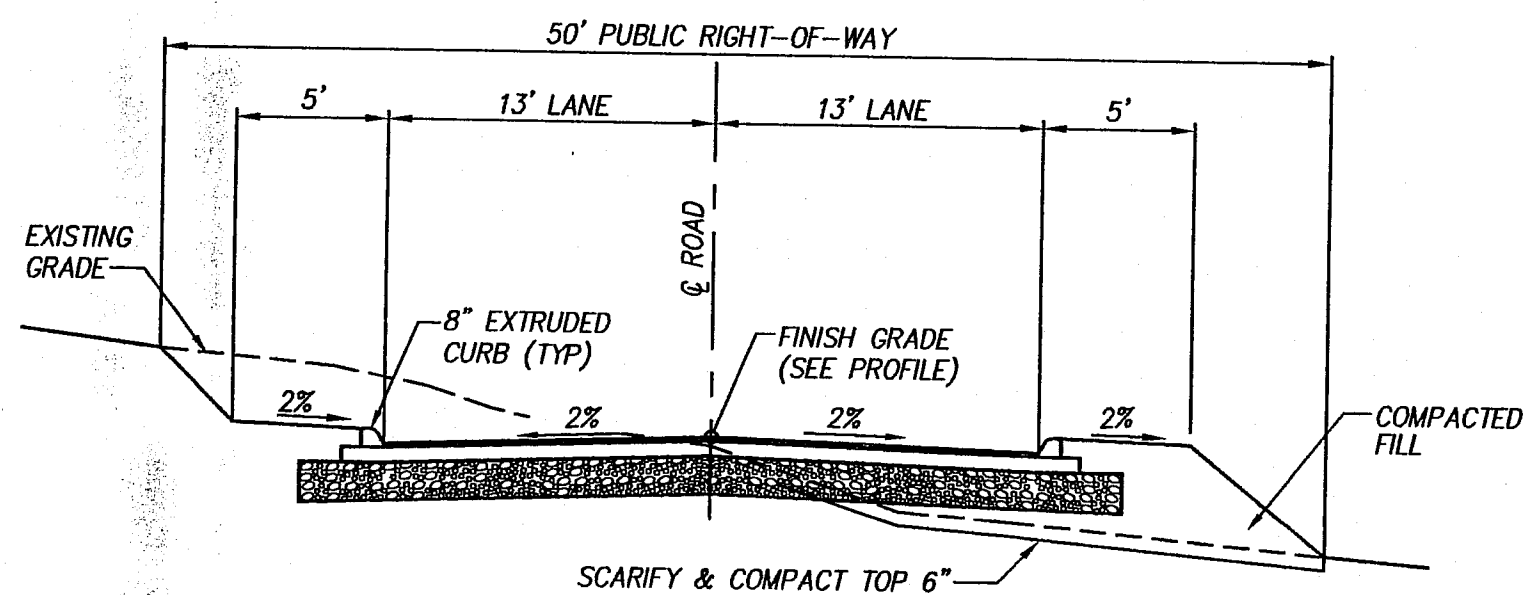 50' PUBLIC RIGHT-OF-WAY
5'
13' LANE
13' LANE
5'
℄ ROAD
EXISTING
GRADE
8" EXTRUDED
CURB (TYP)
FINISH GRADE
(SEE PROFILE)
2%
2%
2%
2%
COMPACTED
FILL
SCARIFY & COMPACT TOP 6"